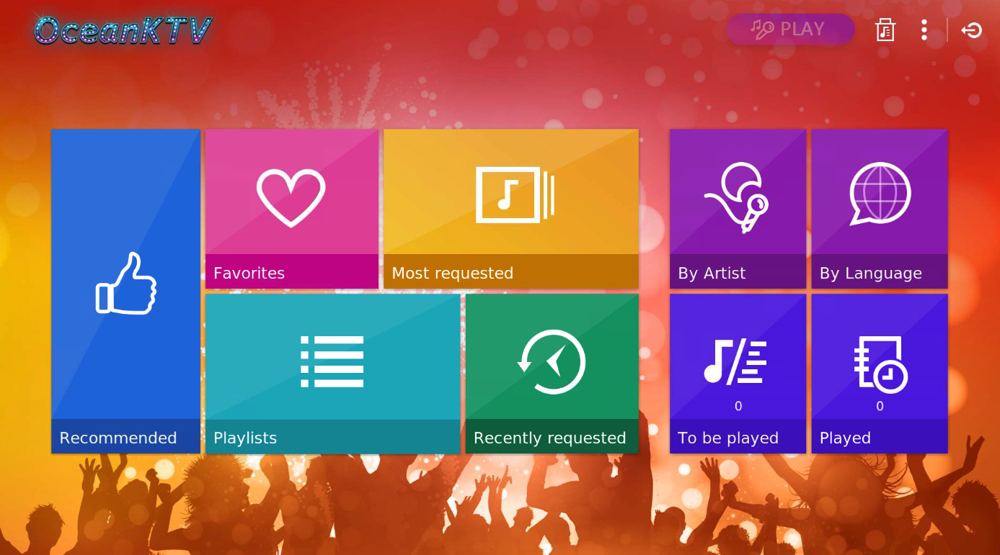 OceanKTV
PLAY
Favorites
Most requested
By Artist
By Language
0
0
Recommended
Playlists
Recently requested
To be played
Played